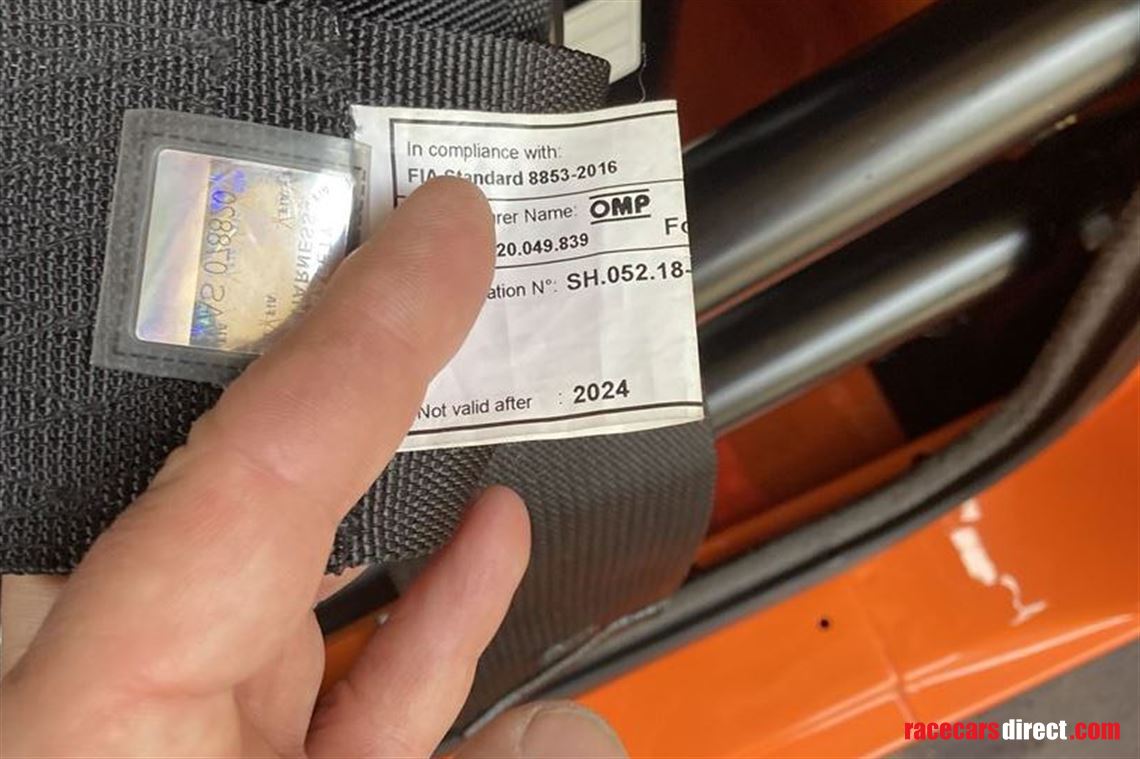 In compliance with:
FIA Standard 8853-2016
rer Name: OMP
20.049.839
Fo
ation N°: SH.052.18-
Not valid after : 2024
racecarsdirect.com